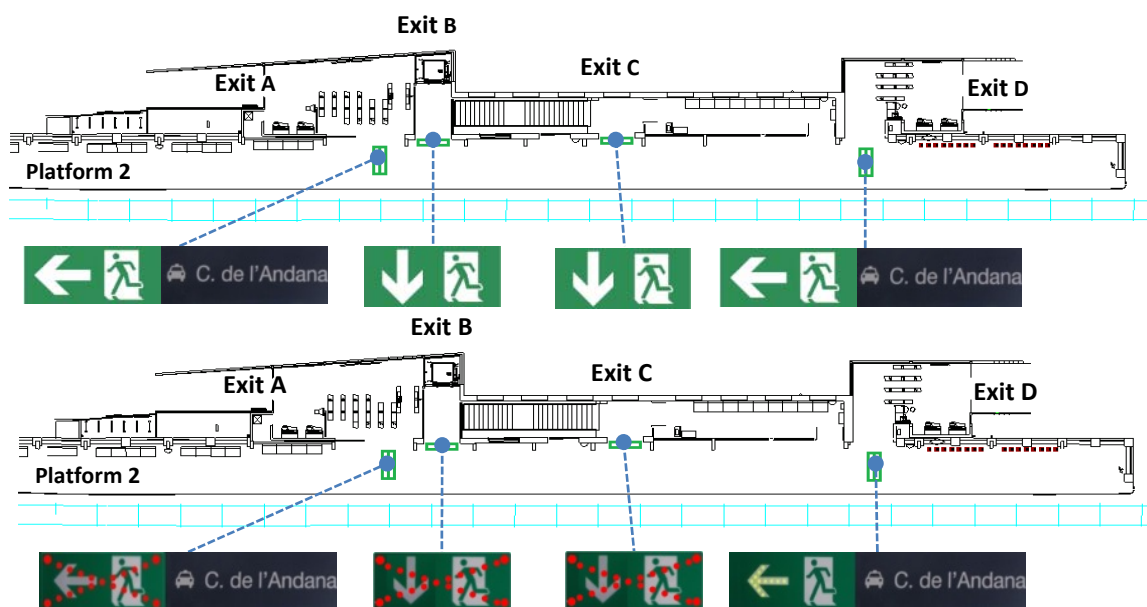 Exit B
Exit A
Exit C
Exit D
Platform 2
C. de l'Andana
C. de l'Andana
Exit B
Exit A
Exit C
Exit D
Platform 2
C. de l'Andana
C. de l'Andana